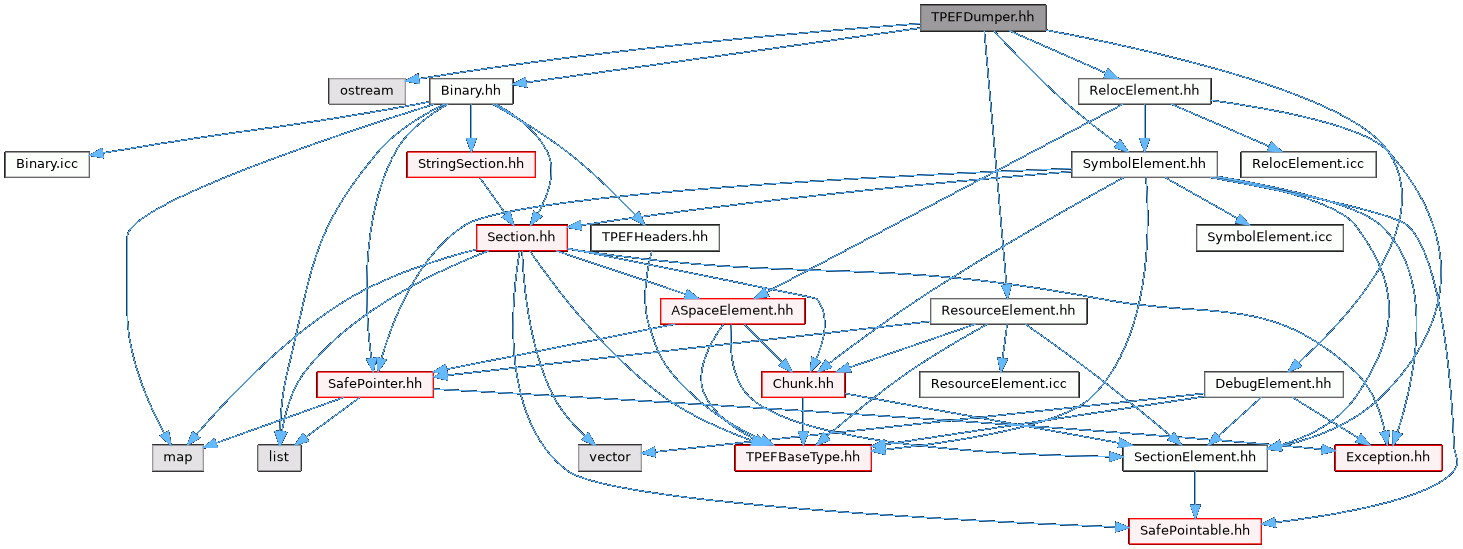 TPEFDumper.hh
ostream
Binary.hh
RelocElement.hh
Binary.icc
StringSection.hh
SymbolElement.hh
RelocElement.icc
Section.hh
TPEFHeaders.hh
SymbolElement.icc
ASpaceElement.hh
ResourceElement.hh
SafePointer.hh
Chunk.hh
ResourceElement.icc
DebugElement.hh
map
list
vector
TPEFBaseType.hh
SectionElement.hh
Exception.hh
SafePointable.hh